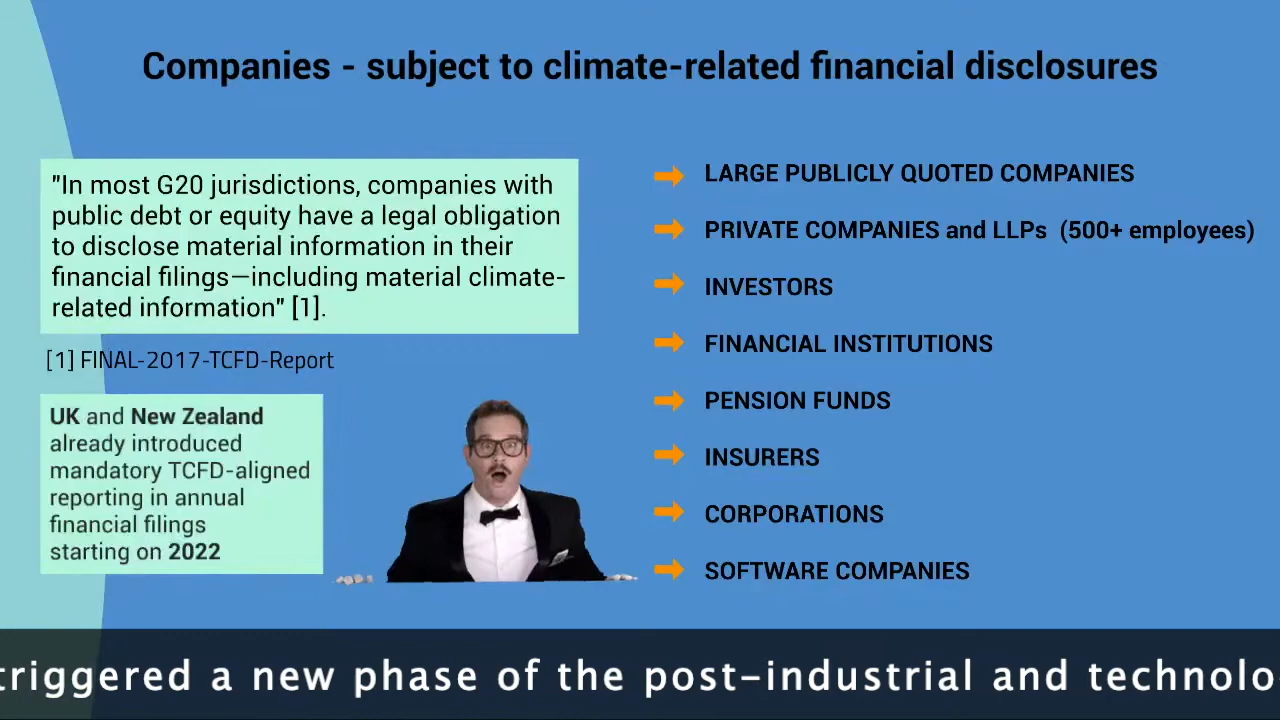 Companies - subject to climate-related financial disclosures
"In most G20 jurisdictions, companies with
public debt or equity have a legal obligation
to disclose material information in their
financial filings—including material climate-
related information" [1].
[1] FINAL-2017-TCFD-Report
UK and New Zealand
already introduced
mandatory TCFD-aligned
reporting in annual
financial filings
starting on 2022
LARGE PUBLICLY QUOTED COMPANIES
PRIVATE COMPANIES and LLPs (500+ employees)
INVESTORS
FINANCIAL INSTITUTIONS
PENSION FUNDS
INSURERS
CORPORATIONS
SOFTWARE COMPANIES
triggered a new phase of the post-industrial and technolo